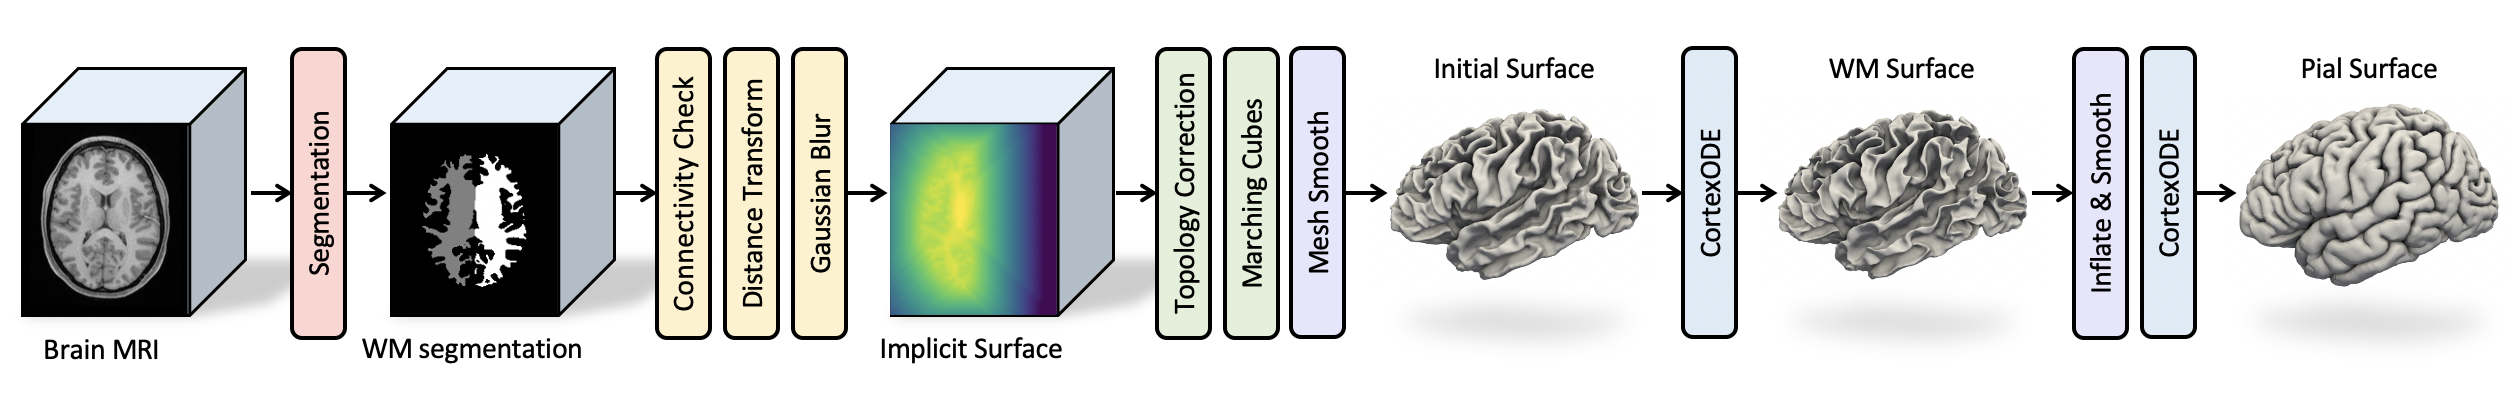 Brain MRI
Segmentation
WM segmentation
Connectivity Check
Distance Transform
Gaussian Blur
Implicit Surface
Topology Correction
Marching Cubes
Mesh Smooth
Initial Surface
CortexODE
WM Surface
Inflate & Smooth
CortexODE
Pial Surface